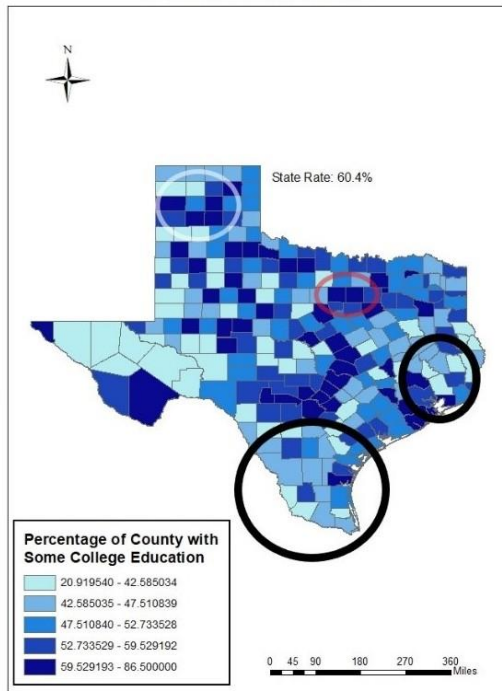 N
State Rate: 60.4%
Percentage of County with
Some College Education
20.919540 - 42.585034
42.585035 - 47.510839
47.510840 - 52.733528
52.733529 - 59.529192
59.529193 - 86.500000
0 45 90 180 270 360
Miles